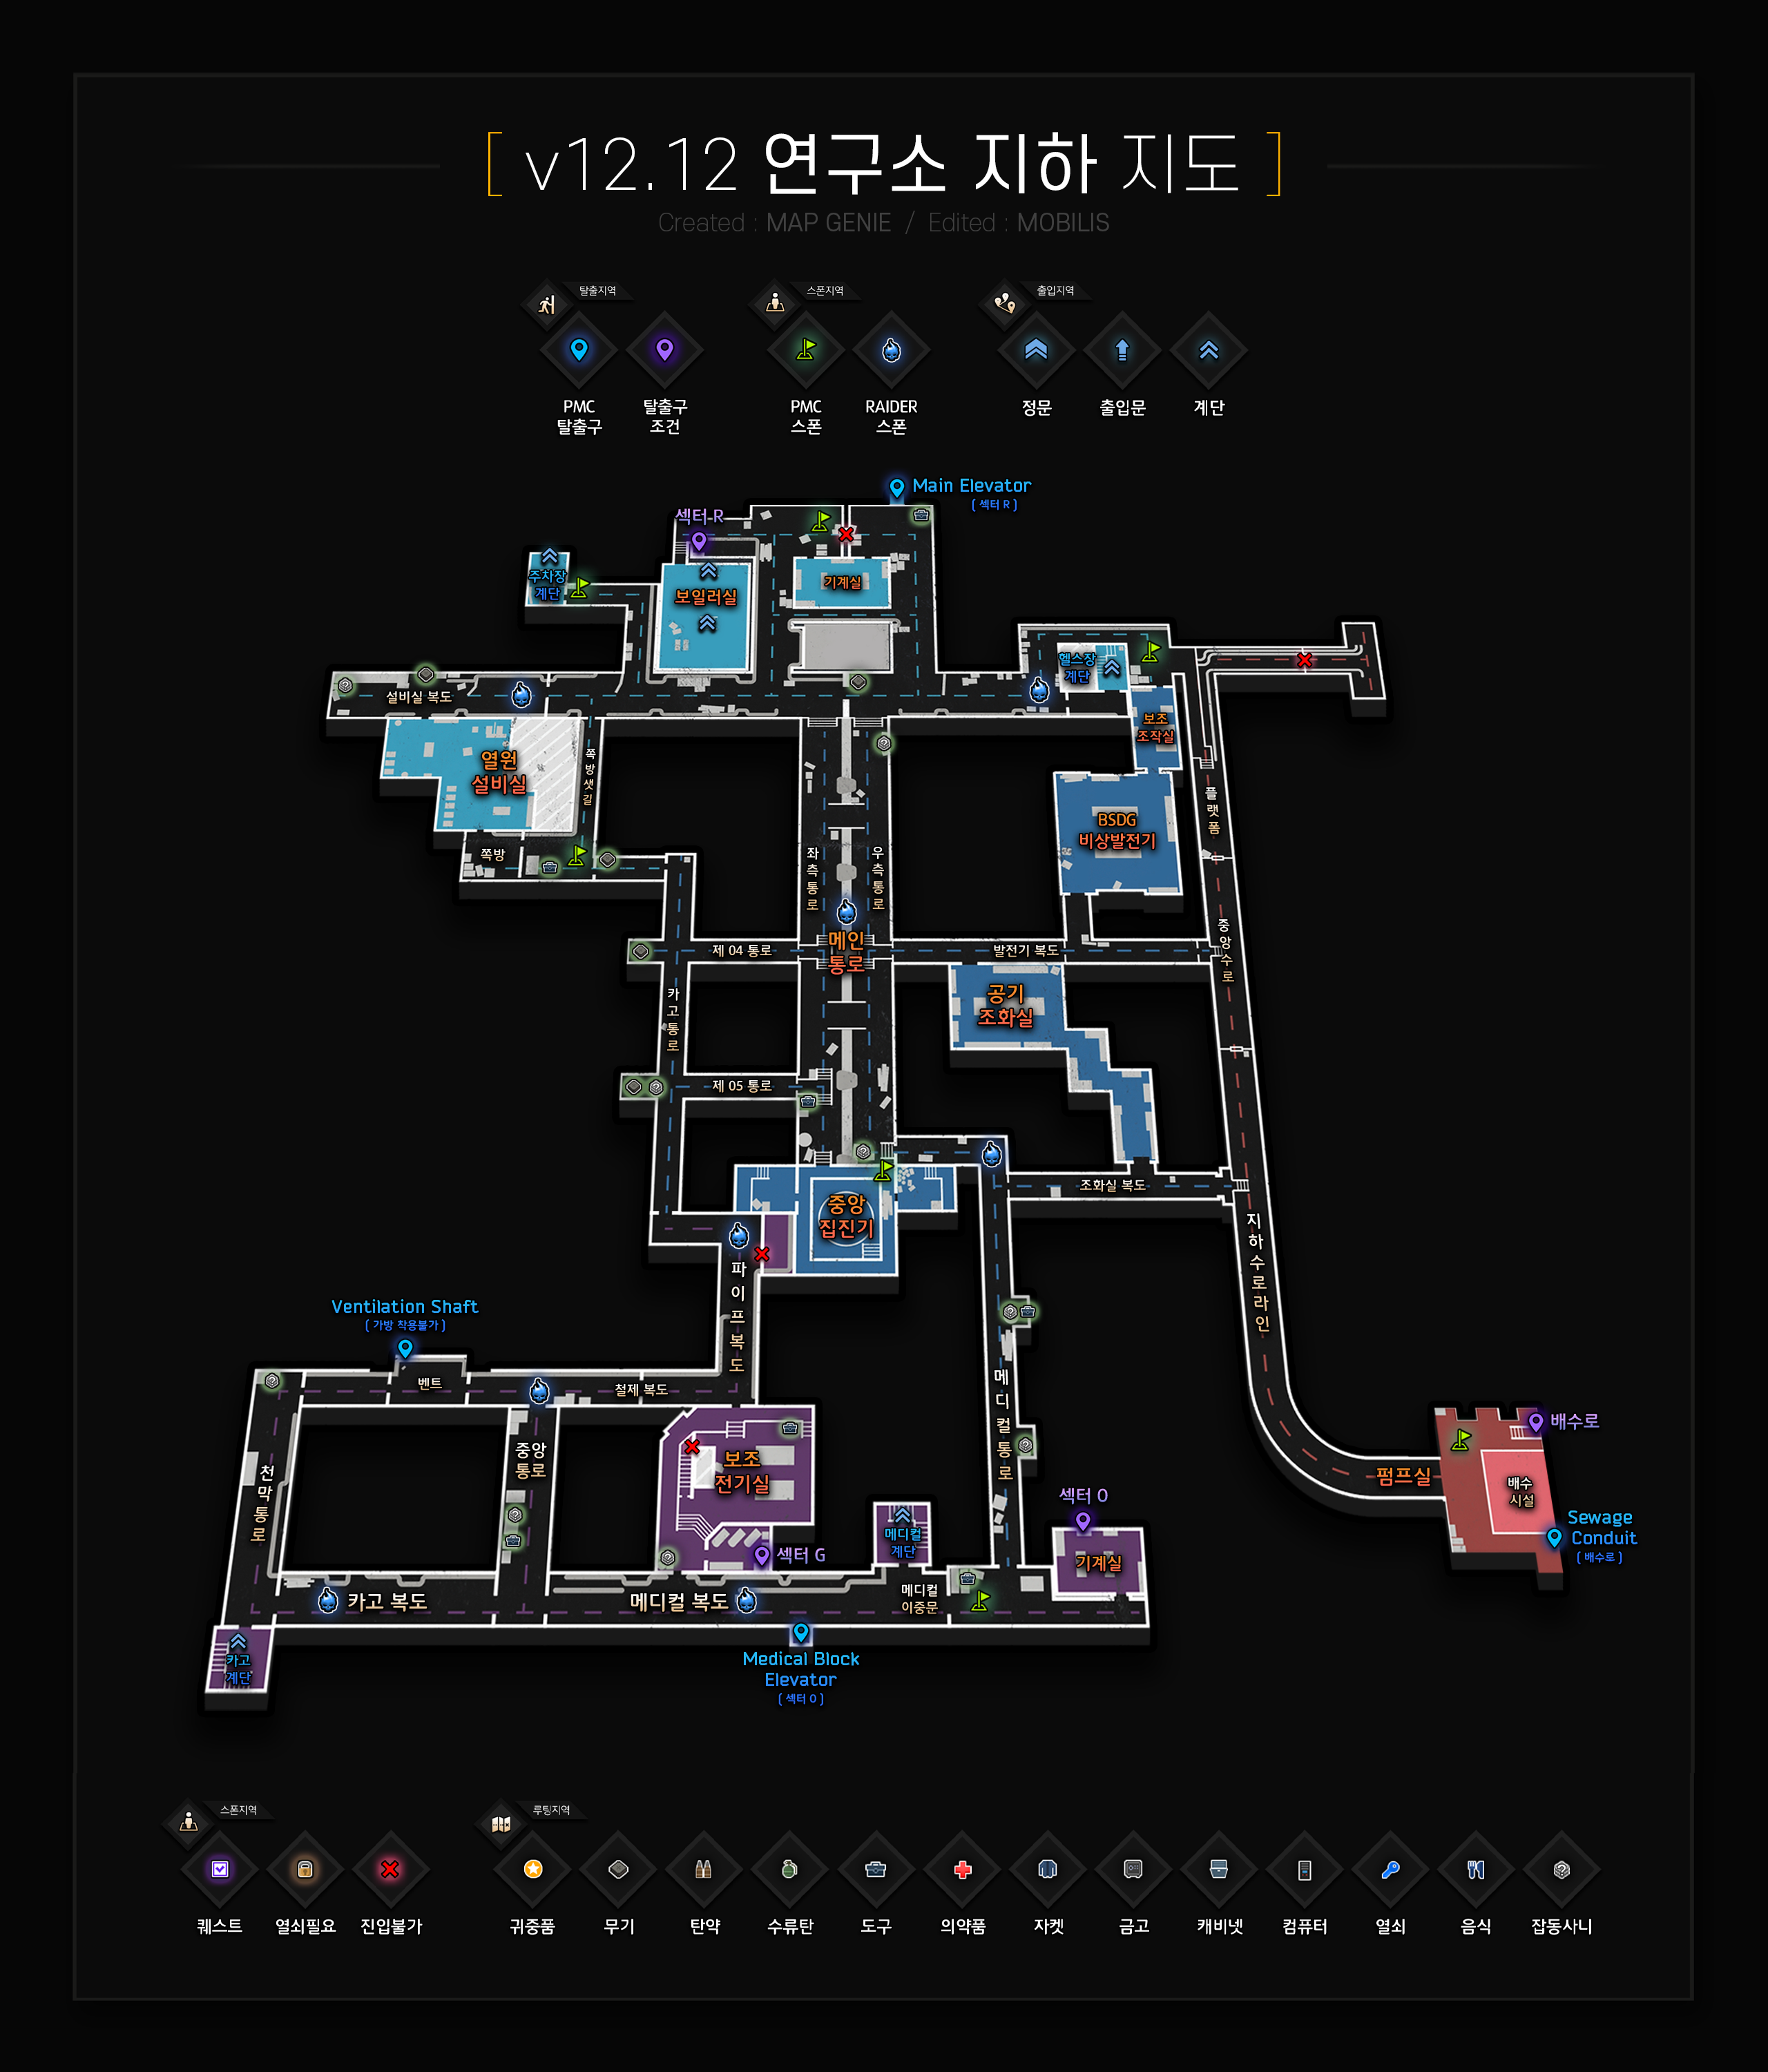 [ v12.12 연구소 지하 지도 ]
Created : MAP GENIE / Edited : MOBILIS
탈출지역
스폰지역
출입지역
PMC
탈출구
탈출구
조건
PMC
스폰
RAIDER
스폰
정문
출입문
계단
Main Elevator
( 섹터 R )
섹터 R
주차장
계단
보일러실
기계실
헬스장
계단
설비실 복도
보조
조작실
열원
설비실
쪽방샛길
플랫폼
BSDG
비상발전기
쪽방
좌측통로
우측통로
메인
통로
제 04 통로
발전기 복도
중앙수로
공기
조화실
카고통로
제 05 통로
조화실 복도
중앙
집진기
지하수로라인
파이프복도
Ventilation Shaft
( 가방 착용불가 )
벤트
철제 복도
메디컬통로
배수로
중앙
통로
보조
전기실
천막통로
펌프실
배수
시설
섹터 O
Sewage
Conduit
( 배수로 )
메디컬
계단
섹터 G
기계실
카고 복도
메디컬 복도
메디컬
이중문
카고
계단
Medical Block
Elevator
( 섹터 O )
스폰지역
루팅지역
퀘스트
열쇠필요
진입불가
귀중품
무기
탄약
수류탄
도구
의약품
자켓
금고
캐비넷
컴퓨터
열쇠
음식
잡동사니